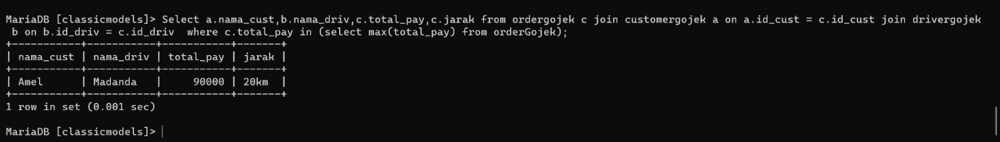 MariaDB [classicmodels]> Select a.nama_cust,b.nama_driv,c.total_pay,c.jarak from ordergojek c join customergojek a on a.id_cust = c.id_cust join drivergojek
 b on b.id_driv = c.id_driv  where c.total_pay in (select max(total_pay) from orderGojek);
+-----------+-----------+-----------+-------+
| nama_cust | nama_driv | total_pay | jarak |
+-----------+-----------+-----------+-------+
| Amel      | Madanda   |     90000 | 20km  |
+-----------+-----------+-----------+-------+
1 row in set (0.001 sec)
MariaDB [classicmodels]>